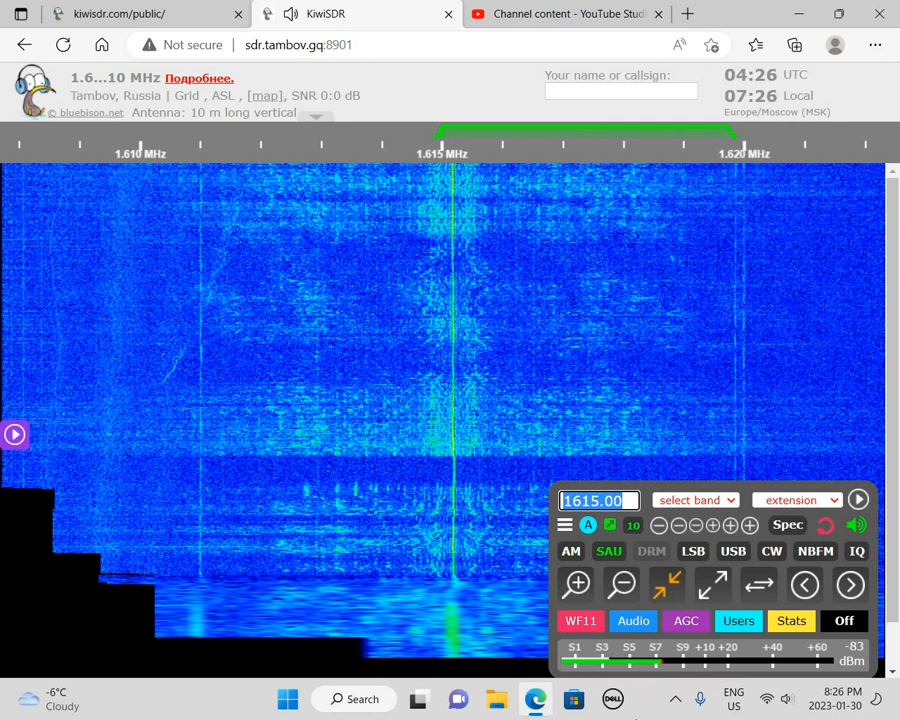 kiwisdr.com/public/
KiwiSDR
Channel content - YouTube Studi
Not secure
sdr.tambov.gq:8901
1.6...10 MHz Подробнее.
Tambov, Russia | Grid , ASL , [map], SNR 0:0 dB
© bluebison.net Antenna: 10 m long vertical
Your name or callsign:
04:26 UTC
07:26 Local
Europe/Moscow (MSK)
1.610 MHz
1.615 MHz
1.620 MHz
1615.00
select band
extension
A
10
Spec
AM SAU DRM LSB USB CW NBFM IQ
WF11 Audio AGC Users Stats Off
S1 S3 S5 S7 S9 +10 +20 +40 +60 -83
dBm
-6°C
Cloudy
Search
DELL
ENG
US
8:26 PM
2023-01-30